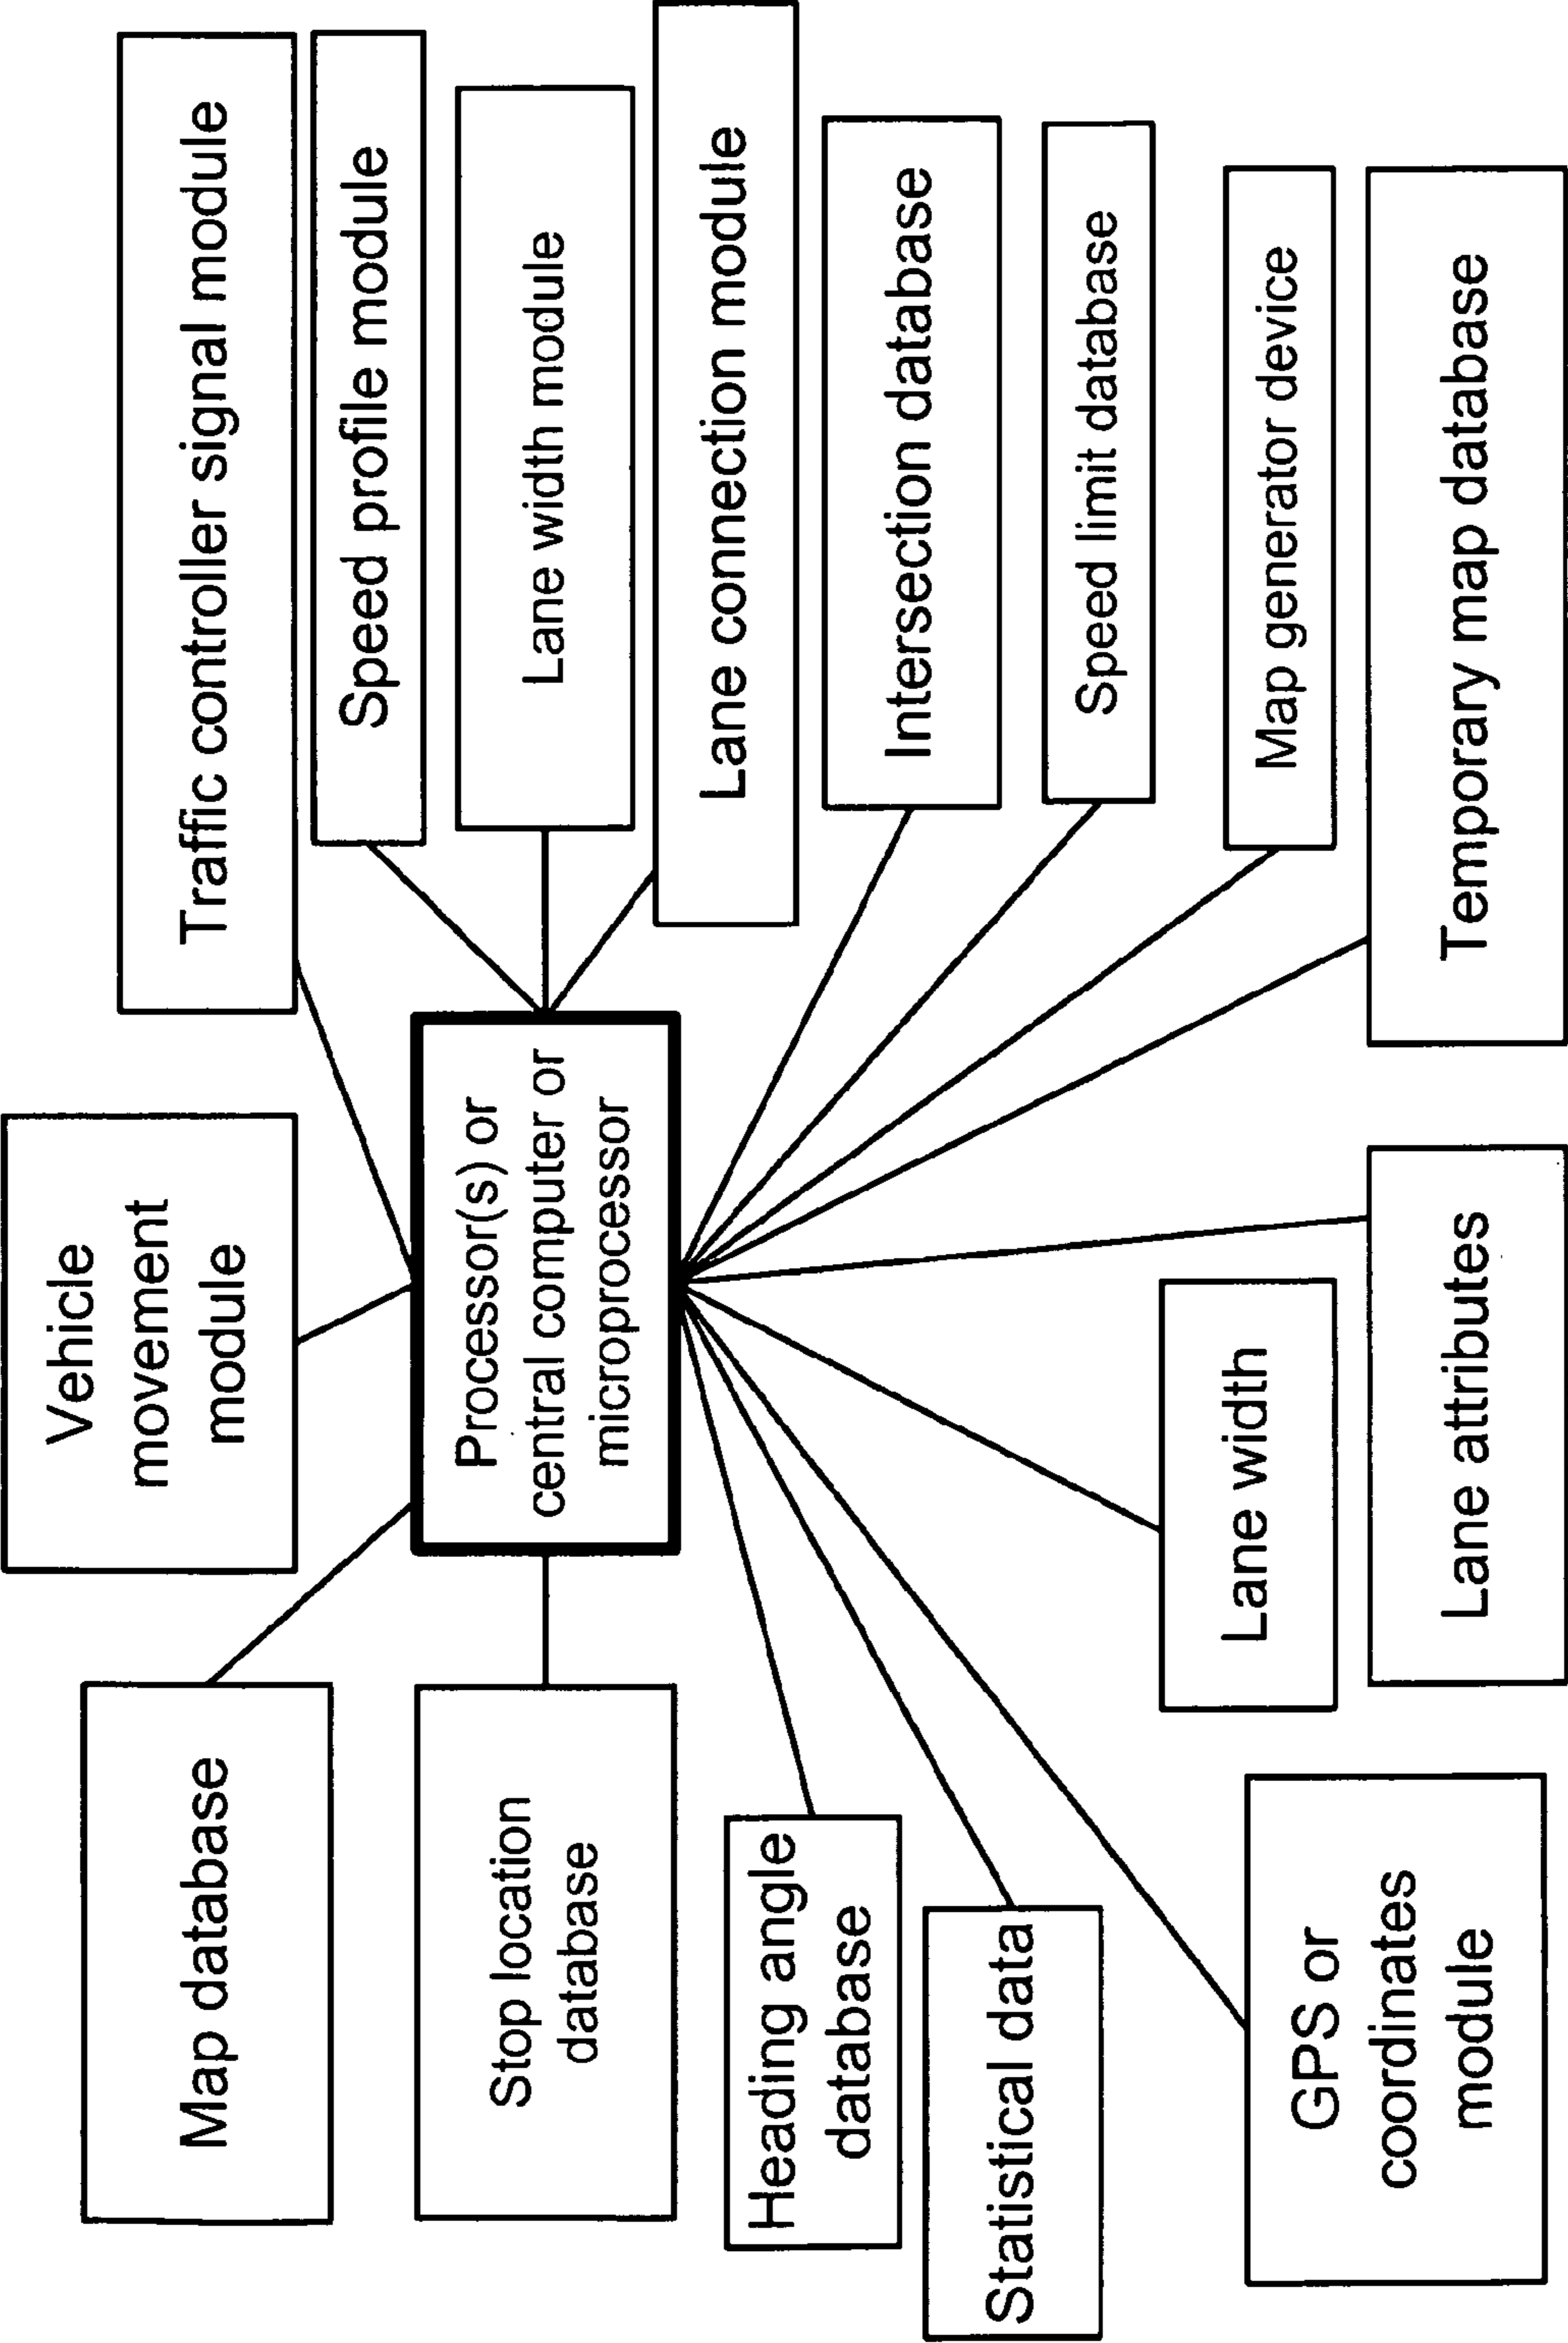 Vehicle
movement
module
Traffic controller signal module
Map database
Speed profile module
Processor(s) or
central computer or
microprocessor
Stop location
database
Lane width module
Lane connection module
Heading angle
database
Intersection database
Statistical data
Speed limit database
GPS or
coordinates
module
Lane width
Map generator device
Lane attributes
Temporary map database